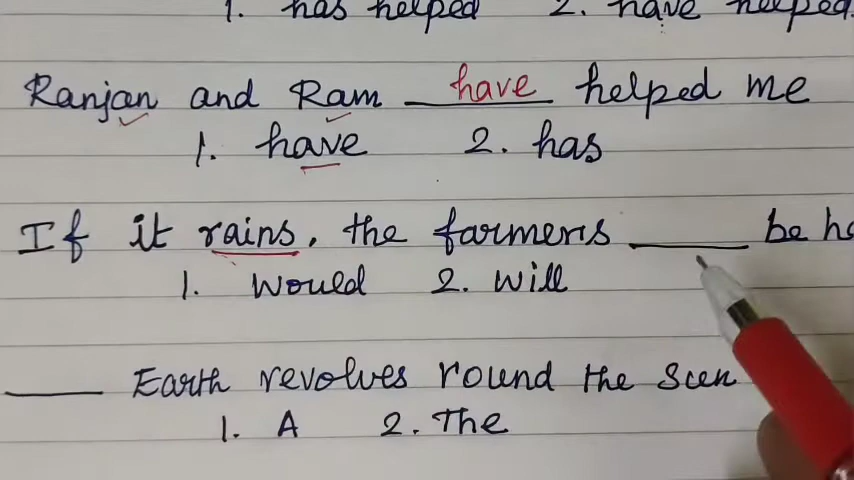 1. has helped 2. have helped.
Ranjan and Ram have helped me
1. have 2. has
If it rains, the farmers ____ be
1. Would 2. Will
____ Earth revolves round the Sun
1. A 2. The